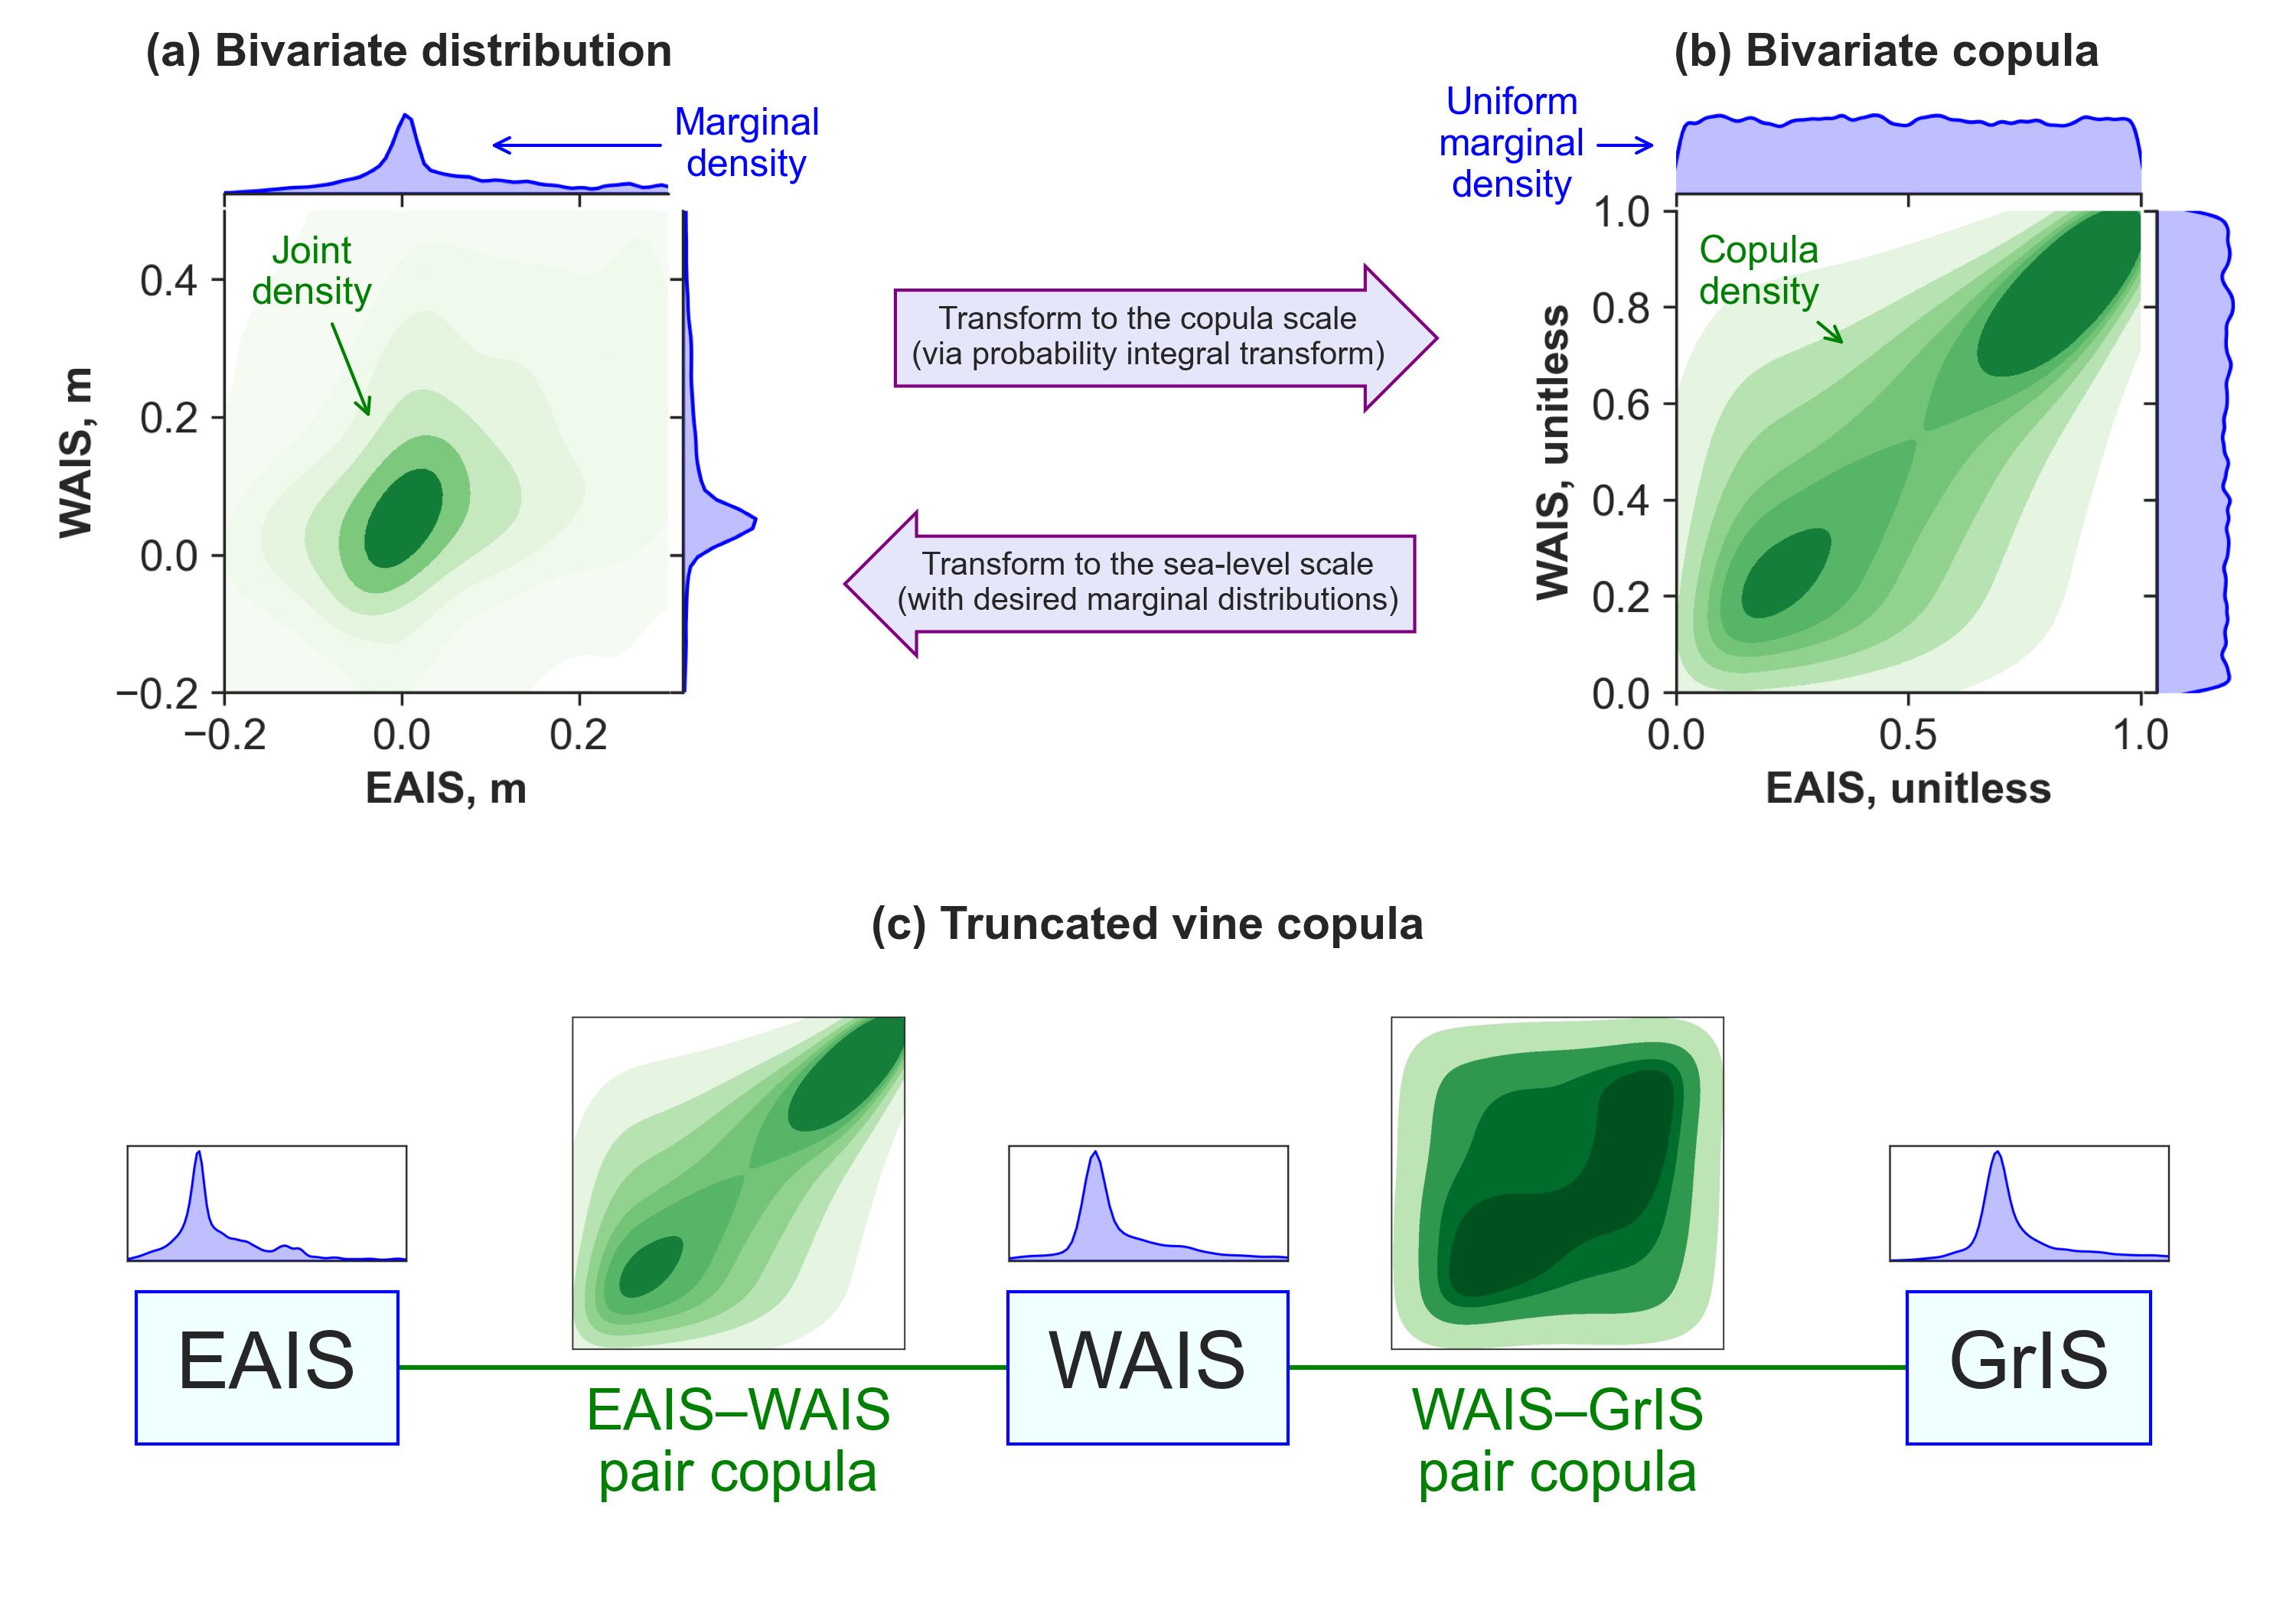 (a) Bivariate distribution
Marginal
density
Joint
density
0.4
0.2
0.0
−0.2
WAIS, m
−0.2
0.0
0.2
EAIS, m
Transform to the copula scale
(via probability integral transform)
Transform to the sea-level scale
(with desired marginal distributions)
(b) Bivariate copula
Uniform
marginal
density
Copula
density
1.0
0.8
0.6
0.4
0.2
0.0
WAIS, unitless
0.0
0.5
1.0
EAIS, unitless
(c) Truncated vine copula
EAIS
EAIS–WAIS
pair copula
WAIS
WAIS–GrIS
pair copula
GrIS